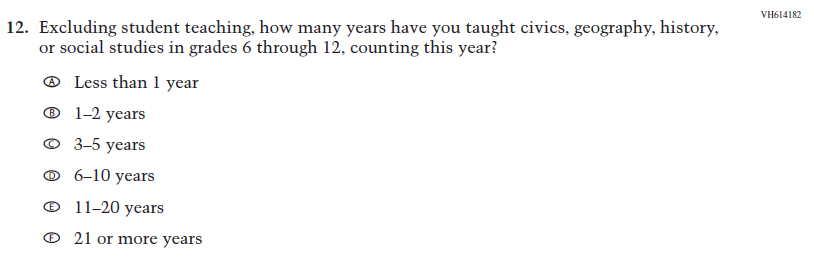 VH614182
12. Excluding student teaching, how many years have you taught civics, geography, history,
or social studies in grades 6 through 12, counting this year?
A Less than 1 year
B 1–2 years
C 3–5 years
D 6–10 years
E 11–20 years
F 21 or more years